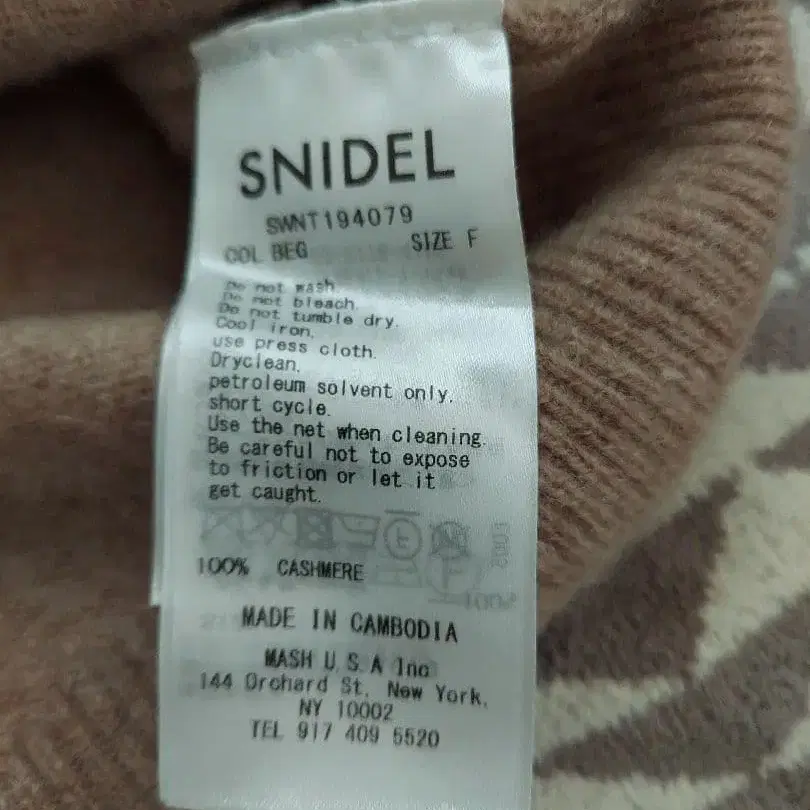 SNIDEL
SWNT194079
COL BEG SIZE F
Do not wash.
Do not bleach.
Do not tumble dry.
Cool iron,
use press cloth.
Dryclean,
petroleum solvent only.
short cycle.
Use the net when cleaning.
Be careful not to expose
to friction or let it
get caught.
100% CASHMERE
MADE IN CAMBODIA
MASH U.S.A Inc
144 Orchard St, New York,
NY 10002
TEL 917 409 5520